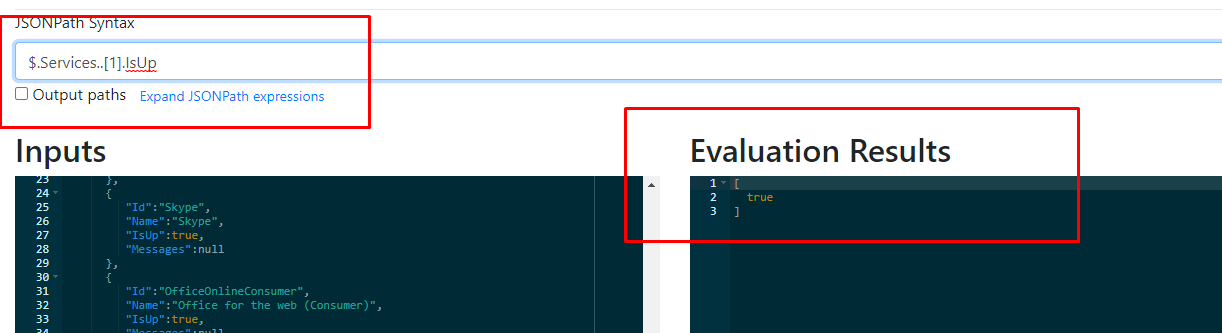 JSONPath Syntax
$.Services..[1].IsUp
Output paths Expand JSONPath expressions
Inputs
Evaluation Results
23 },
24 {
25 "Id":"Skype",
26 "Name":"Skype",
27 "IsUp":true,
28 "Messages":null
29 },
30 {
31 "Id":"OfficeOnlineConsumer",
32 "Name":"Office for the web (Consumer)",
33 "IsUp":true,
34 "Messages":null
1 [
2 true
3 ]